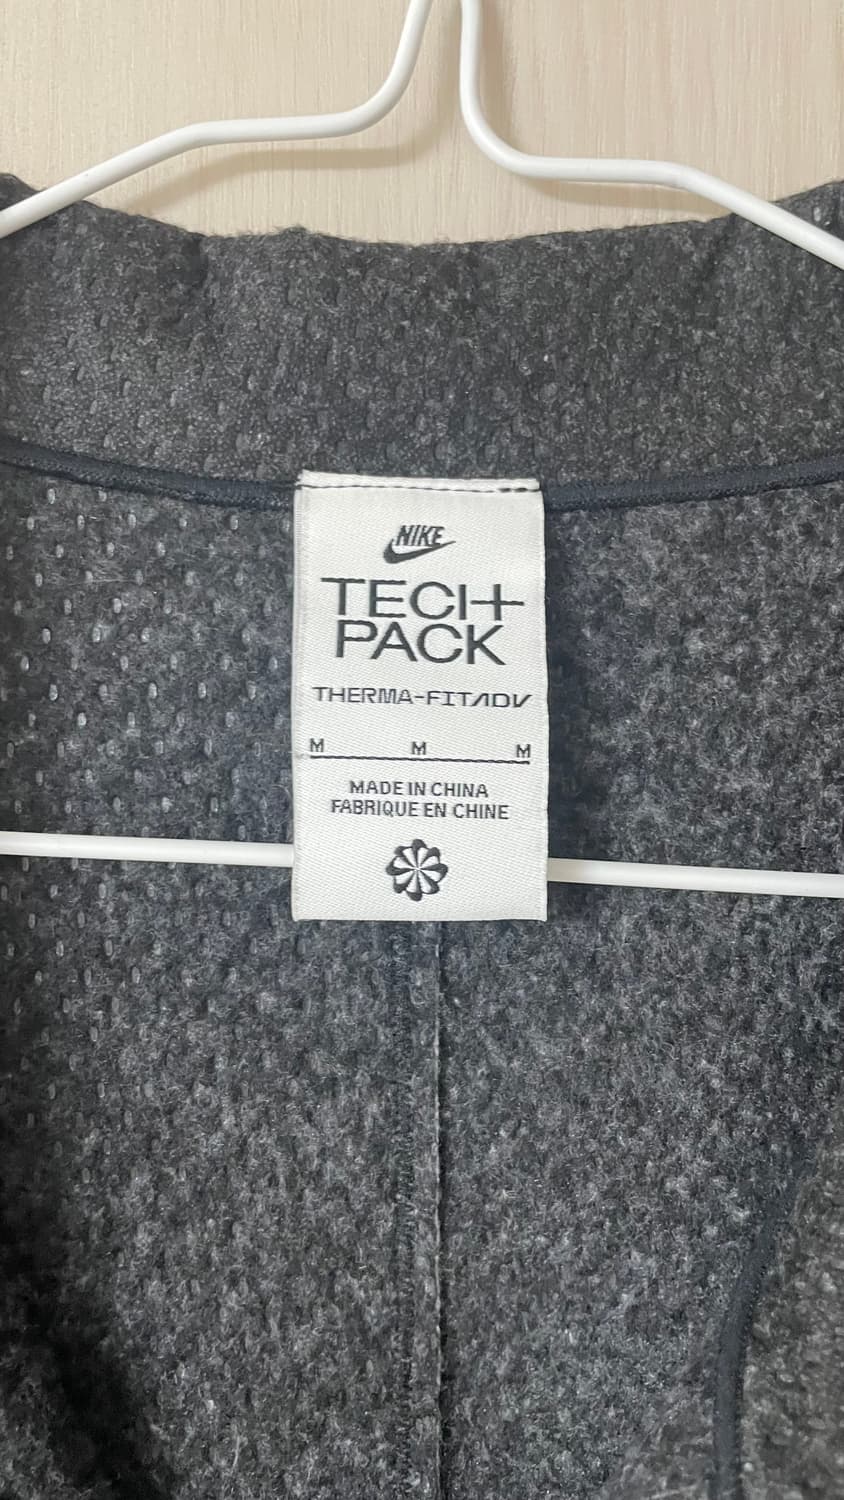 NIKE
TECH
PACK
THERMA-FITADV
M M M
MADE IN CHINA
FABRIQUE EN CHINE